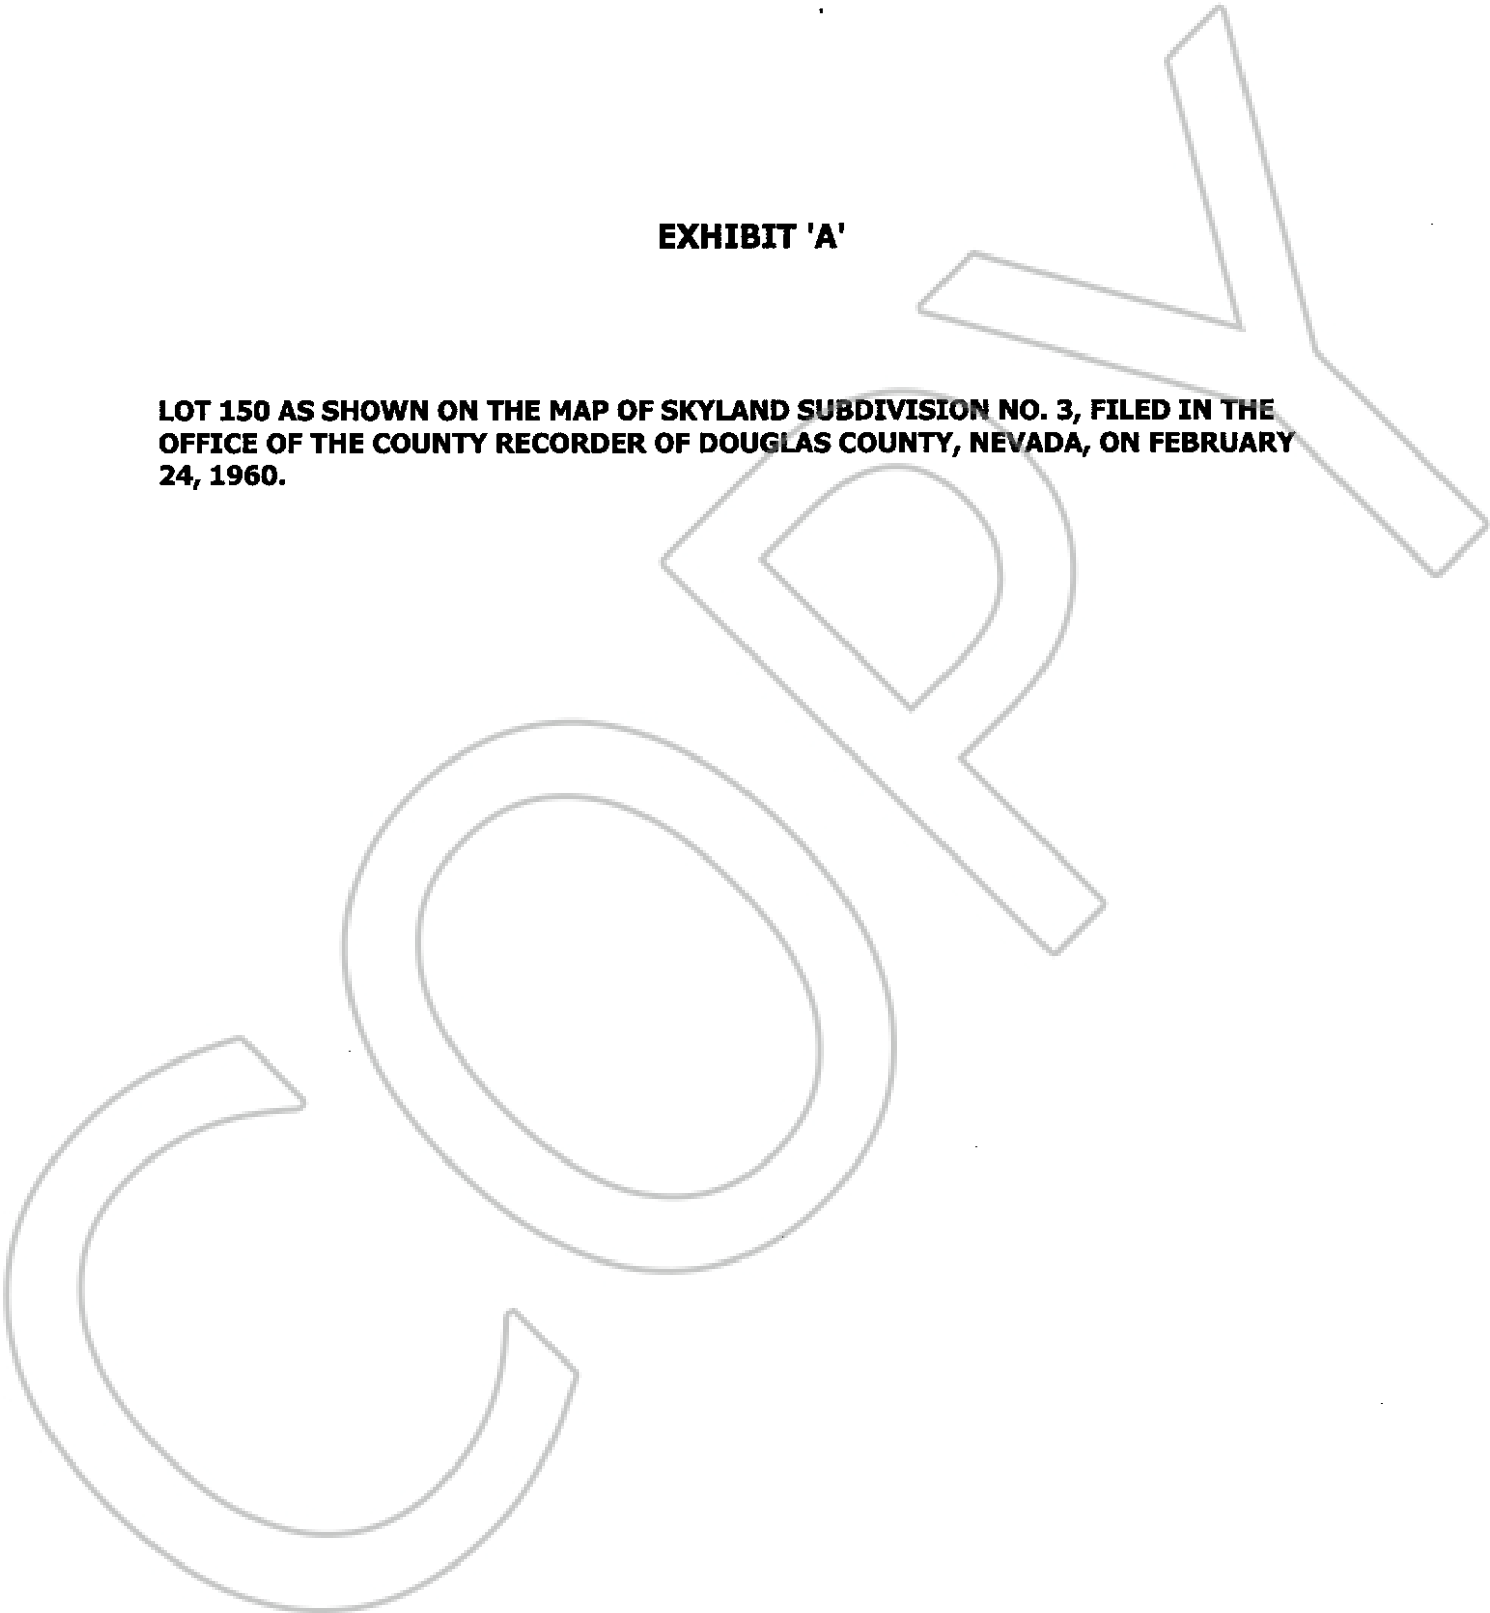 EXHIBIT 'A'
LOT 150 AS SHOWN ON THE MAP OF SKYLAND SUBDIVISION NO. 3, FILED IN THE
OFFICE OF THE COUNTY RECORDER OF DOUGLAS COUNTY, NEVADA, ON FEBRUARY
24, 1960.
COPY